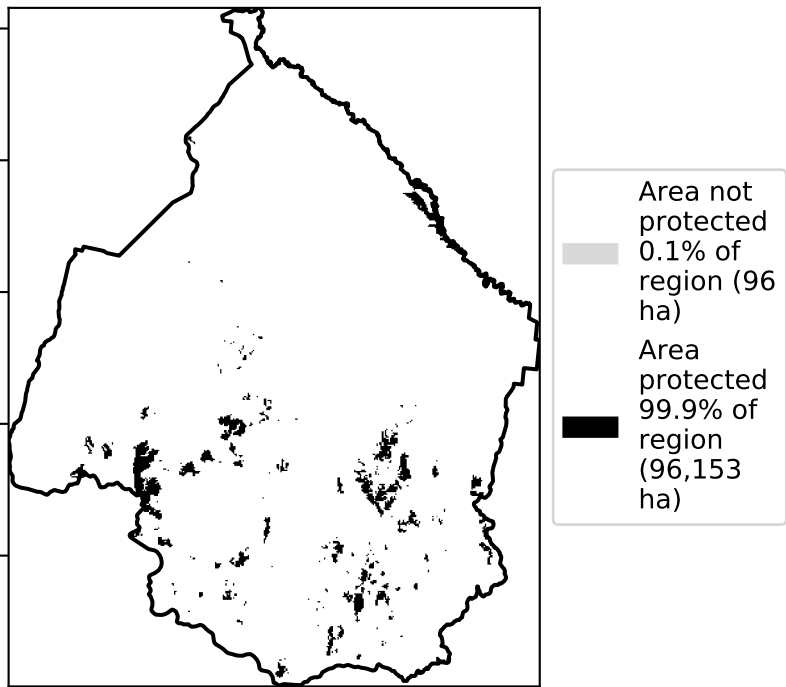 Area not
protected
0.1% of
region (96
ha)
Area
protected
99.9% of
region
(96,153
ha)